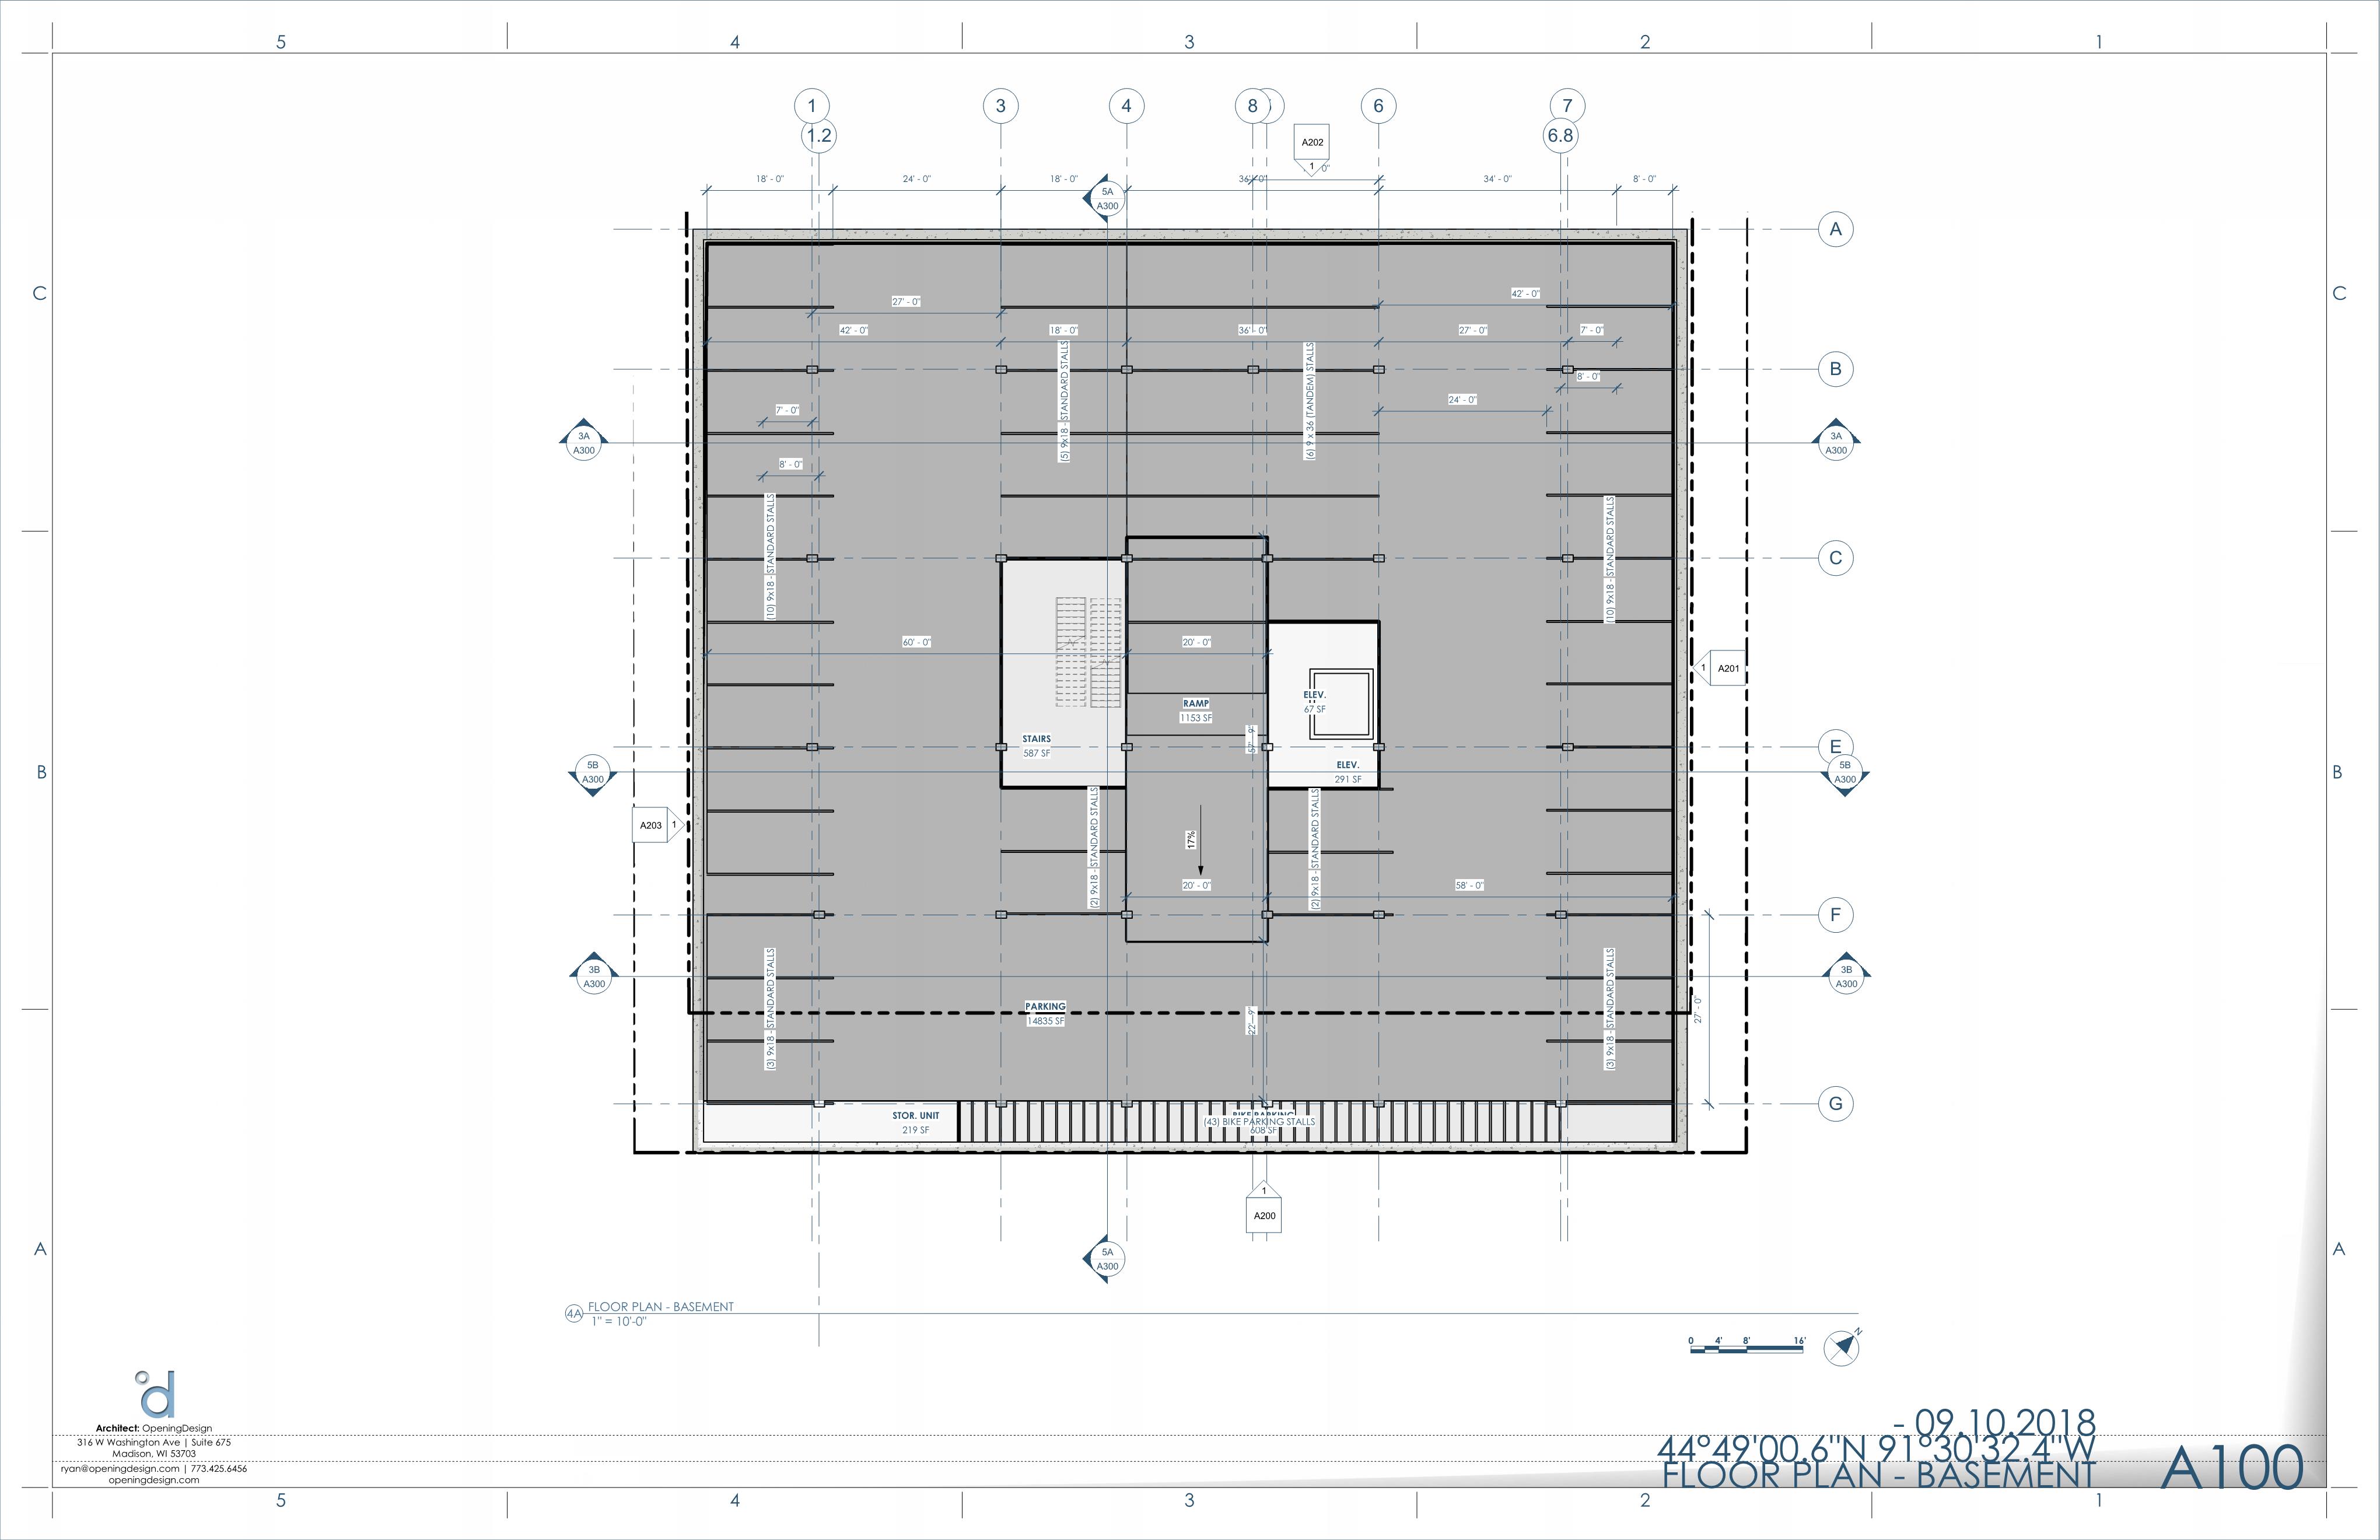 5
4
3
2
1
1
3
4
8
6
7
1.2
6.8
A202
1
18' - 0"
24' - 0"
18' - 0"
36' - 0"
34' - 0"
8' - 0"
5A
A300
A
C
C
27' - 0"
42' - 0"
42' - 0"
18' - 0"
36' - 0"
27' - 0"
7' - 0"
B
8' - 0"
24' - 0"
7' - 0"
(5) 9x18 - STANDARD STALLS
(6) 9 x 36 (TANDEM) STALLS
3A
A300
3A
A300
8' - 0"
(10) 9x18 - STANDARD STALLS
(10) 9x18 - STANDARD STALLS
C
60' - 0"
20' - 0"
1
A201
ELEV.
67 SF
RAMP
1153 SF
STAIRS
587 SF
57' - 9"
E
ELEV.
291 SF
5B
A300
5B
A300
B
B
A203
1
(2) 9x18 - STANDARD STALLS
17%
(2) 9x18 - STANDARD STALLS
20' - 0"
58' - 0"
F
3B
A300
3B
A300
(3) 9x18 - STANDARD STALLS
PARKING
14835 SF
22' - 9"
(3) 9x18 - STANDARD STALLS
27' - 0"
G
STOR. UNIT
219 SF
BIKE PARKING
(43) BIKE PARKING STALLS
608 SF
1
A200
A
A
5A
A300
4A
FLOOR PLAN - BASEMENT
1" = 10'-0"
0 4' 8' 16'
N
Architect: OpeningDesign
316 W Washington Ave | Suite 675
Madison, WI 53703
ryan@openingdesign.com | 773.425.6456
openingdesign.com
- 09.10.2018
44°49'00.6"N 91°30'32.4"W
FLOOR PLAN - BASEMENT
A100
5
4
3
2
1